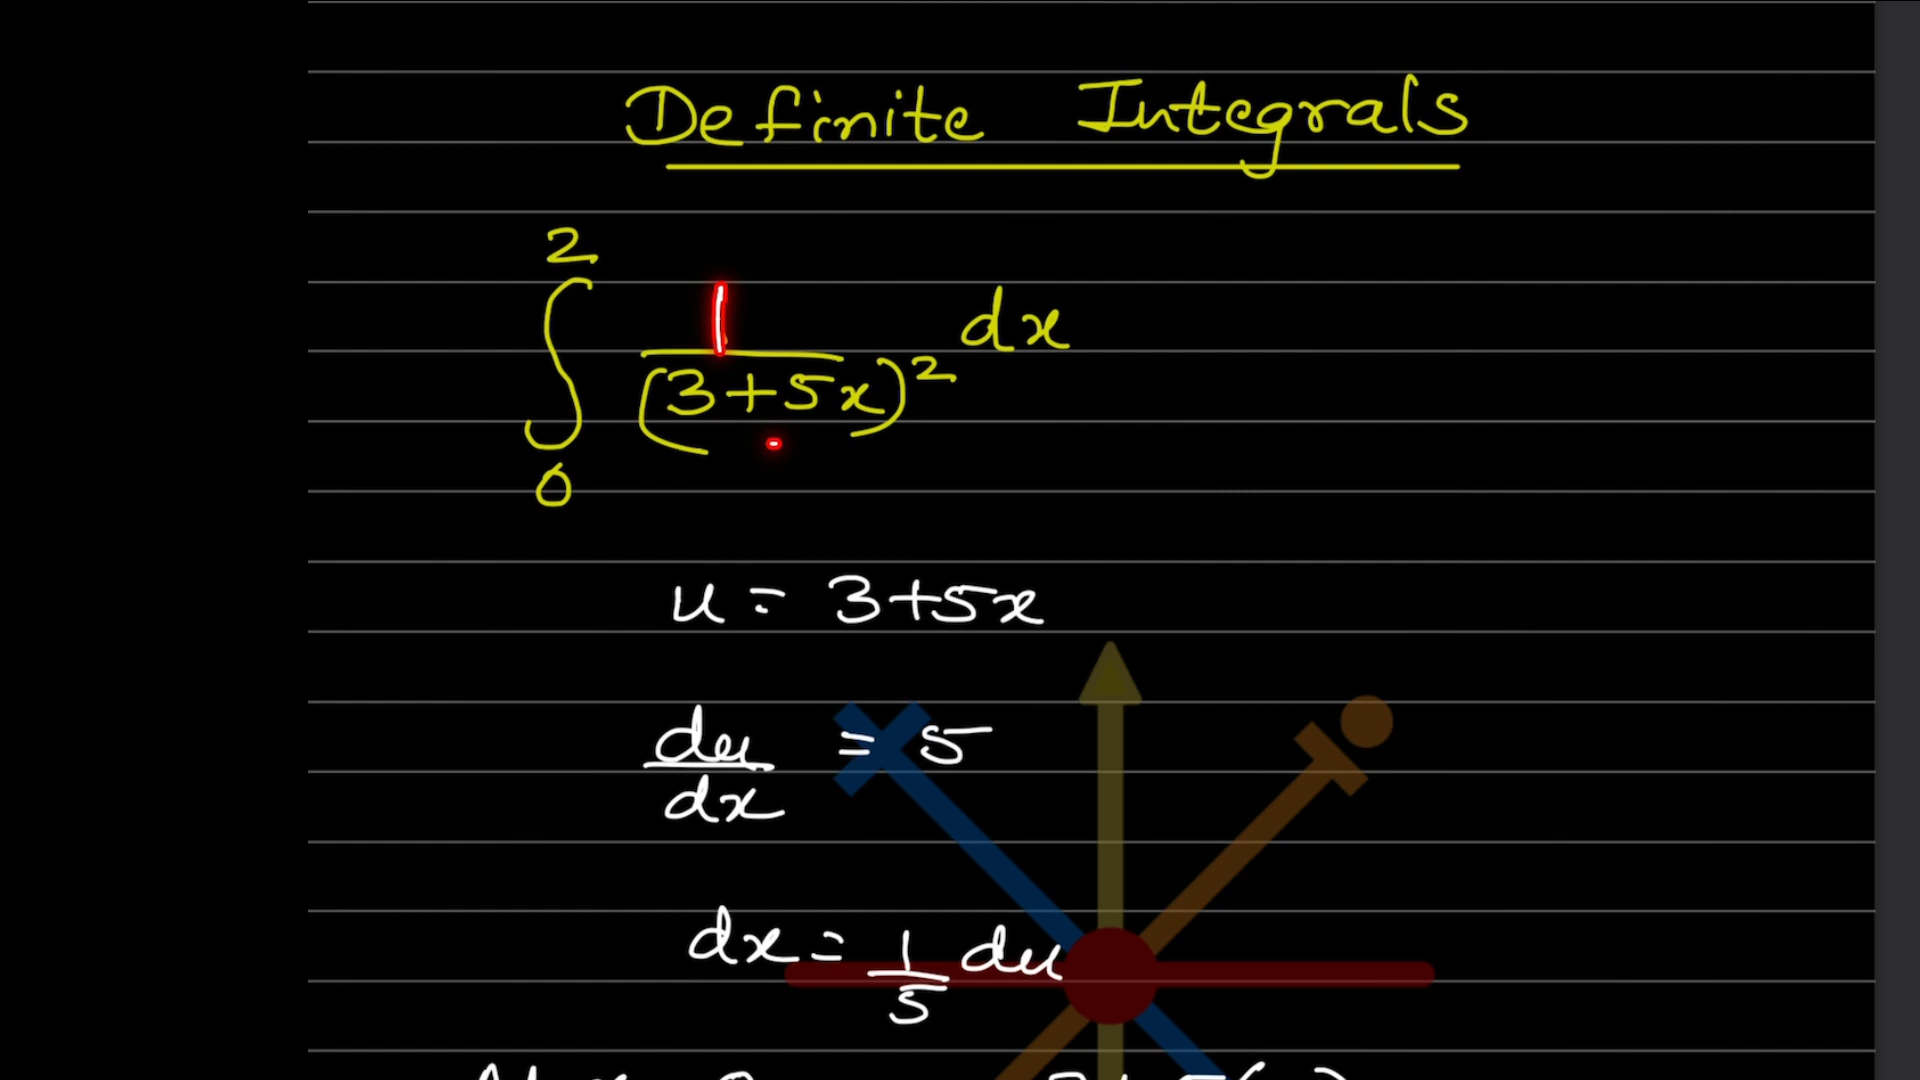 Definite Integrals
2
∫ 1 dx
(3+5x)²
0
u = 3+5x
du = 5
dx
dx = 1 du
5